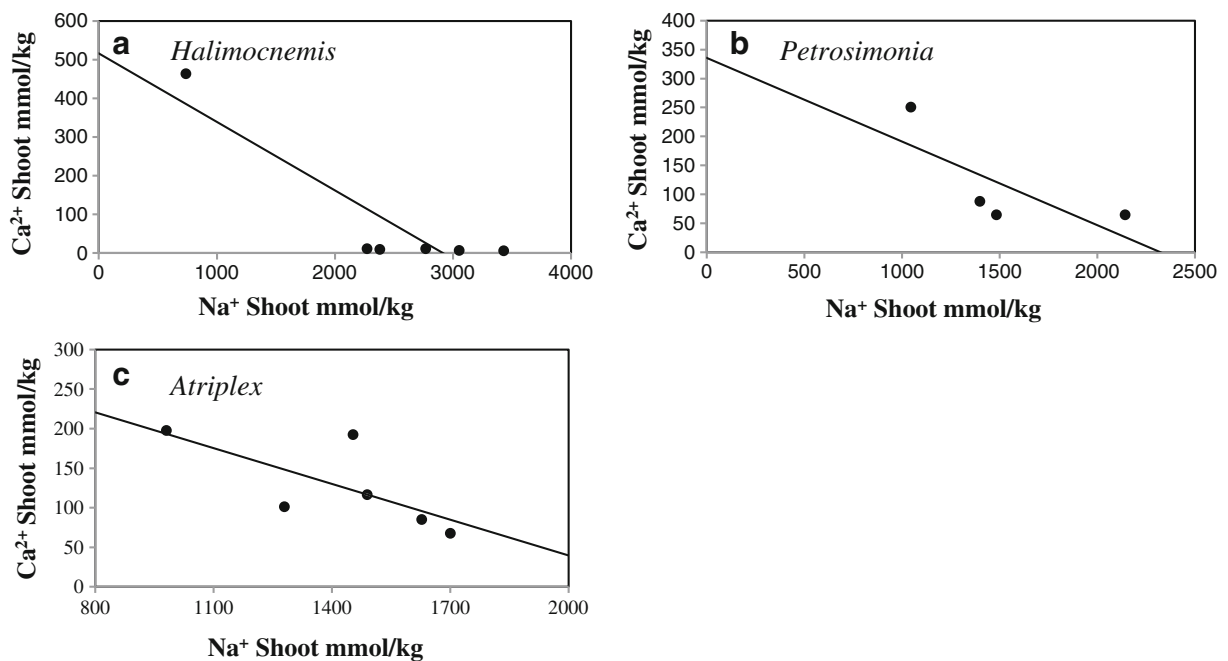 a Halimocnemis
600
500
400
300
200
100
0
Ca²⁺ Shoot mmol/kg
0 1000 2000 3000 4000
Na⁺ Shoot mmol/kg
b Petrosimonia
400
350
300
250
200
150
100
50
0
Ca²⁺ Shoot mmol/kg
0 500 1000 1500 2000 2500
Na⁺ Shoot mmol/kg
c Atriplex
300
250
200
150
100
50
0
Ca²⁺ Shoot mmol/kg
800 1100 1400 1700 2000
Na⁺ Shoot mmol/kg